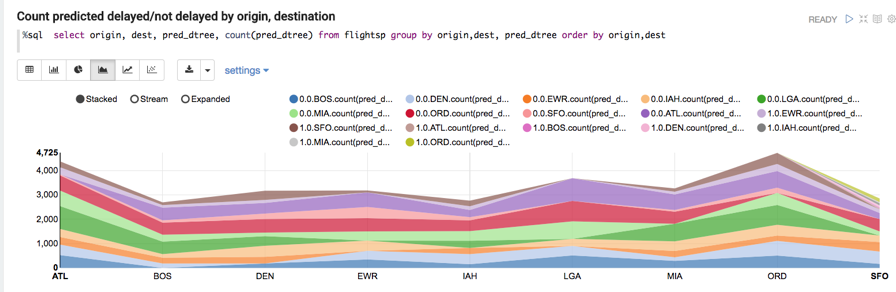 Count predicted delayed/not delayed by origin, destination
READY
%sql select origin, dest, pred_dtree, count(pred_dtree) from flightsp group by origin,dest, pred_dtree order by origin,dest
settings
Stacked Stream Expanded
0.0.BOS.count(pred_d... 0.0.DEN.count(pred_d... 0.0.EWR.count(pred_d... 0.0.IAH.count(pred_d... 0.0.LGA.count(pred_d...
0.0.MIA.count(pred_d... 0.0.ORD.count(pred_d... 0.0.SFO.count(pred_d... 0.0.ATL.count(pred_d... 1.0.EWR.count(pred_d...
1.0.SFO.count(pred_d... 1.0.ATL.count(pred_d... 1.0.BOS.count(pred_d... 1.0.DEN.count(pred_d... 1.0.IAH.count(pred_d...
1.0.MIA.count(pred_d... 1.0.ORD.count(pred_d...
4,725
4,000
3,000
2,000
1,000
0
ATL BOS DEN EWR IAH LGA MIA ORD SFO